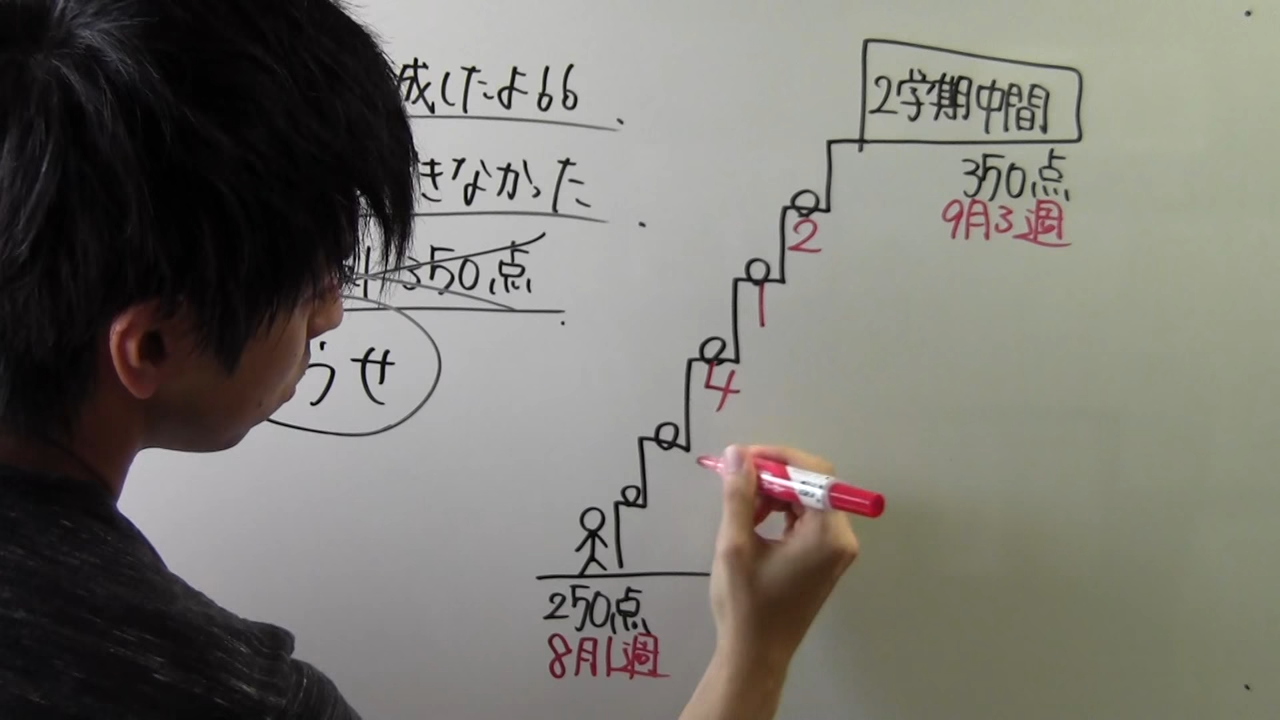 成したよ66
きなかった
350点
うせ
2学期中間
350点
9月3週
2
1
4
250点
8月1週